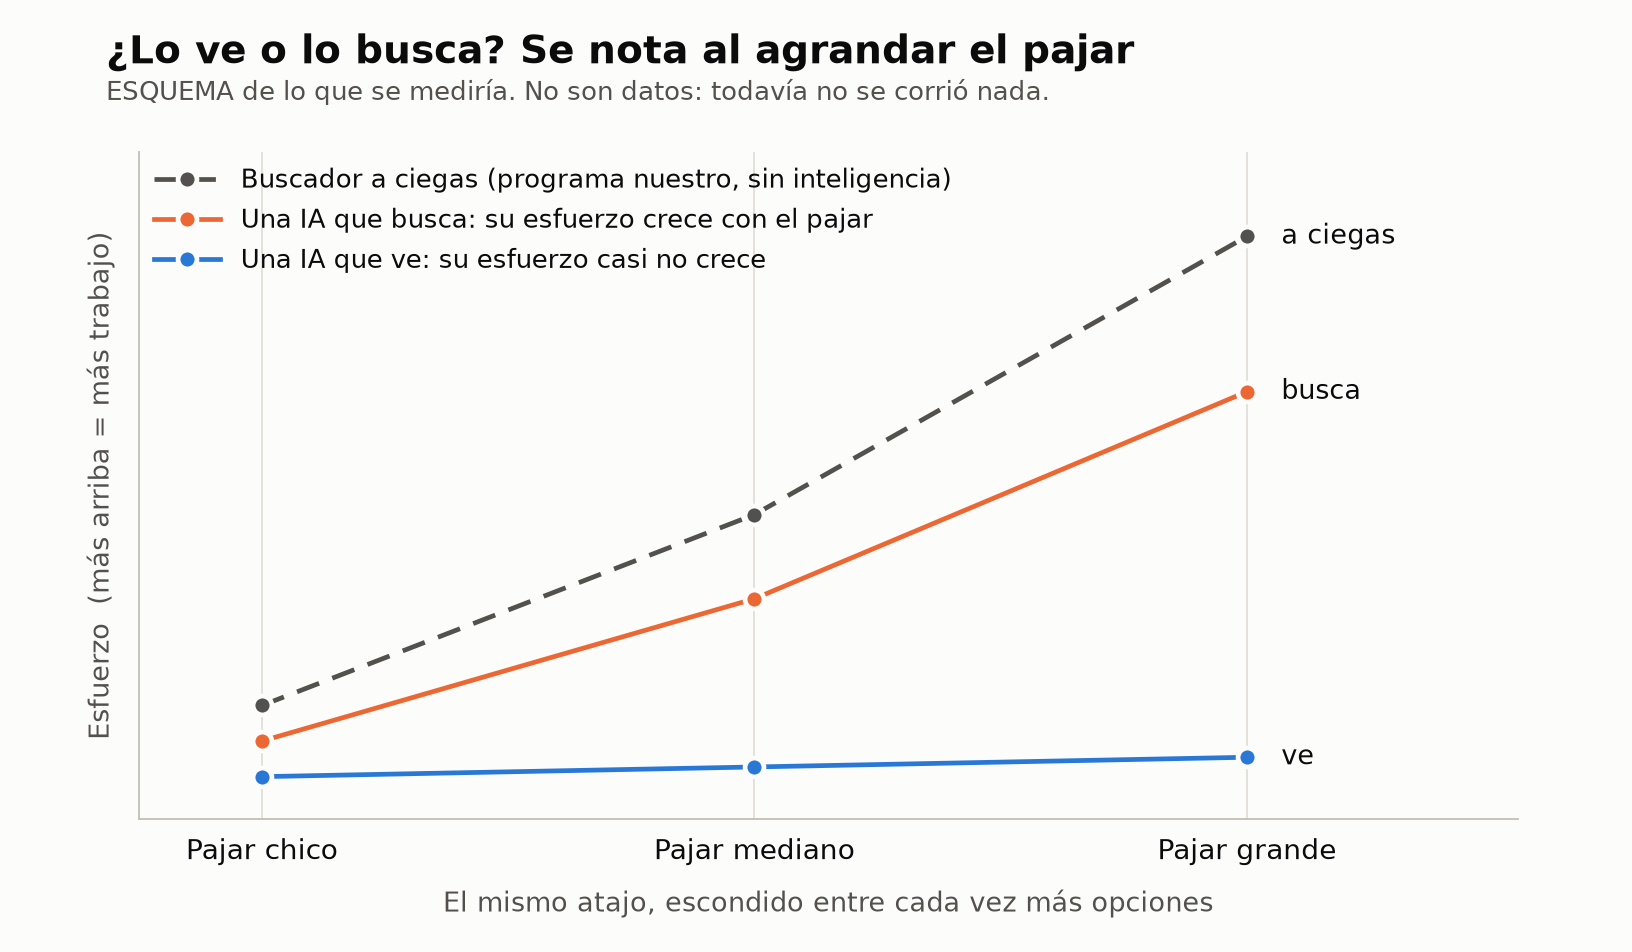 ¿Lo ve o lo busca? Se nota al agrandar el pajar
ESQUEMA de lo que se mediría. No son datos: todavía no se corrió nada.
Buscador a ciegas (programa nuestro, sin inteligencia)
Una IA que busca: su esfuerzo crece con el pajar
Una IA que ve: su esfuerzo casi no crece
Esfuerzo (más arriba = más trabajo)
a ciegas
busca
ve
Pajar chico
Pajar mediano
Pajar grande
El mismo atajo, escondido entre cada vez más opciones